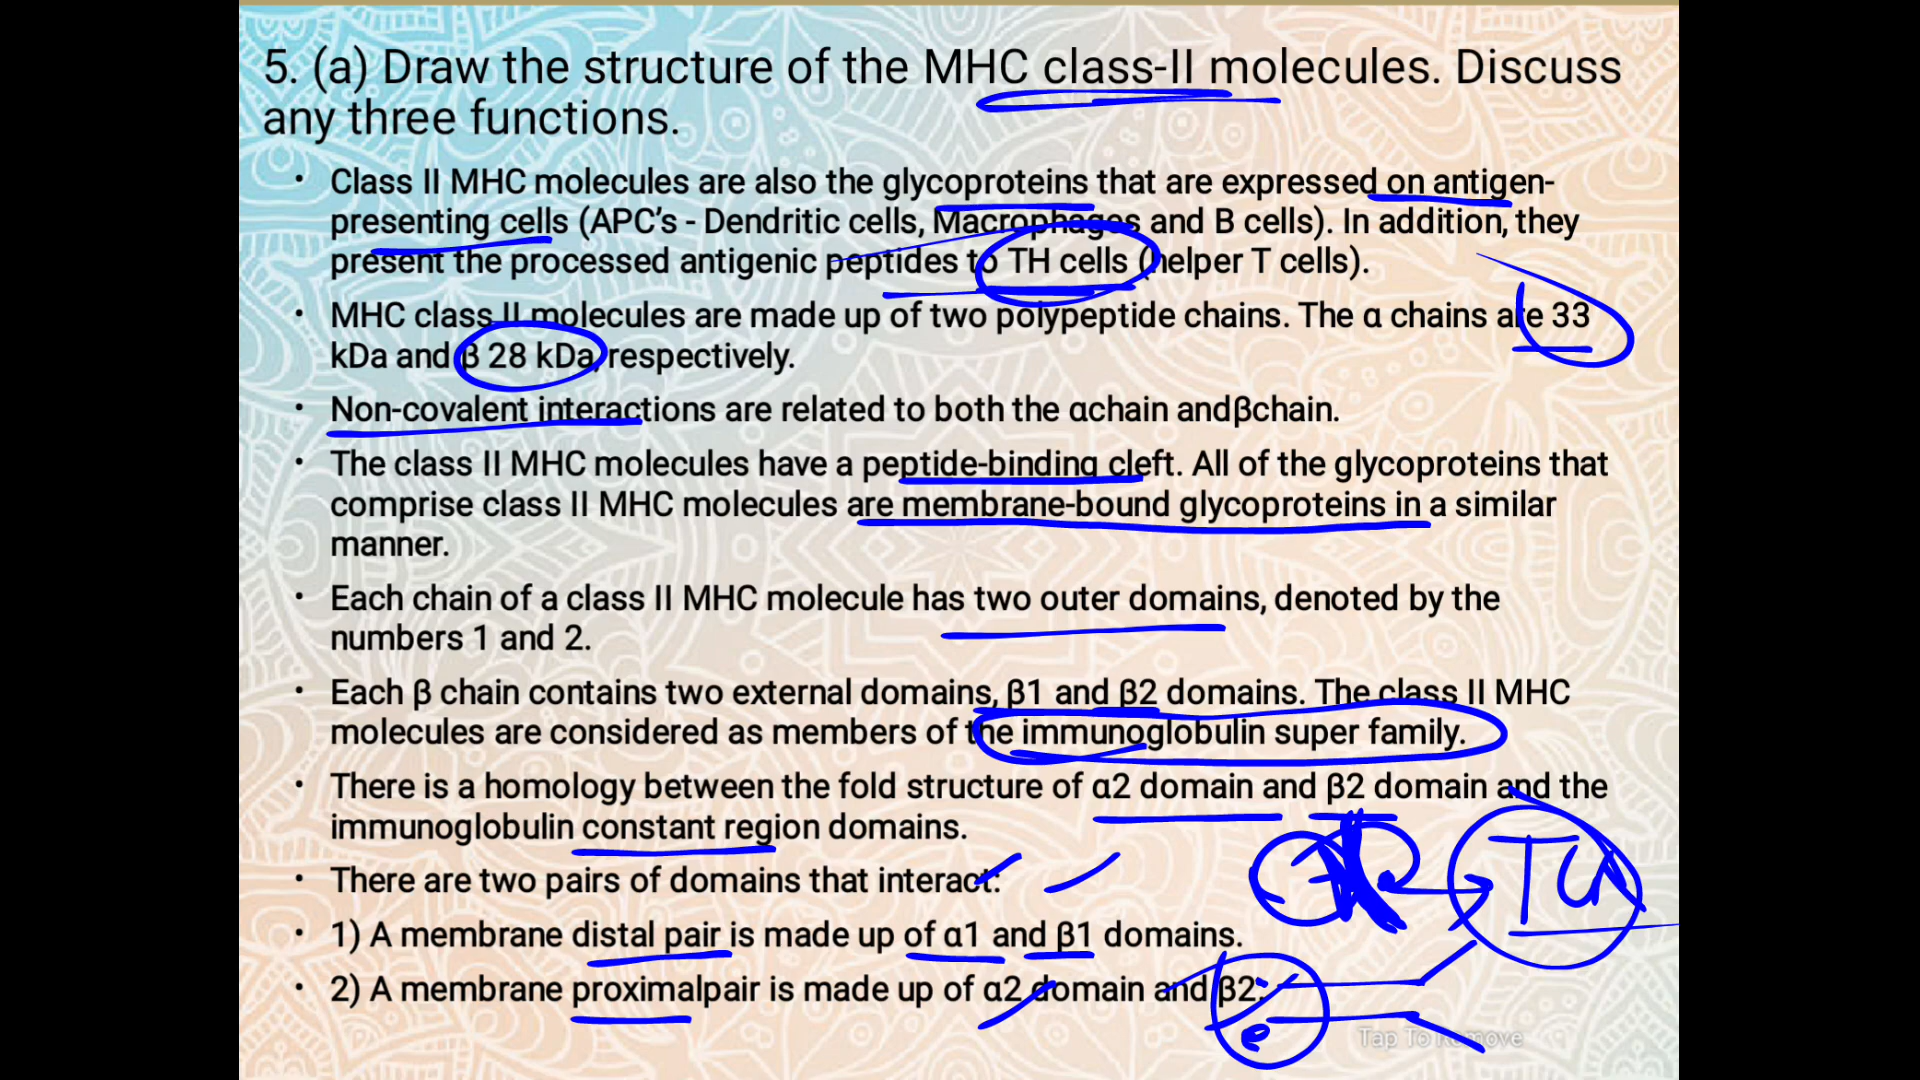 5. (a) Draw the structure of the MHC class-II molecules. Discuss
any three functions.
• Class II MHC molecules are also the glycoproteins that are expressed on antigen-
presenting cells (APC’s - Dendritic cells, Macrophages and B cells). In addition, they
present the processed antigenic peptides to TH cells (helper T cells).
• MHC class II molecules are made up of two polypeptide chains. The α chains are 33
kDa and β 28 kDa, respectively.
• Non-covalent interactions are related to both the αchain andβchain.
• The class II MHC molecules have a peptide-binding cleft. All of the glycoproteins that
comprise class II MHC molecules are membrane-bound glycoproteins in a similar
manner.
• Each chain of a class II MHC molecule has two outer domains, denoted by the
numbers 1 and 2.
• Each β chain contains two external domains, β1 and β2 domains. The class II MHC
molecules are considered as members of the immunoglobulin super family.
• There is a homology between the fold structure of α2 domain and β2 domain and the
immunoglobulin constant region domains.
• There are two pairs of domains that interact:
• 1) A membrane distal pair is made up of α1 and β1 domains.
• 2) A membrane proximalpair is made up of α2 domain and β2.
Tap To Remove